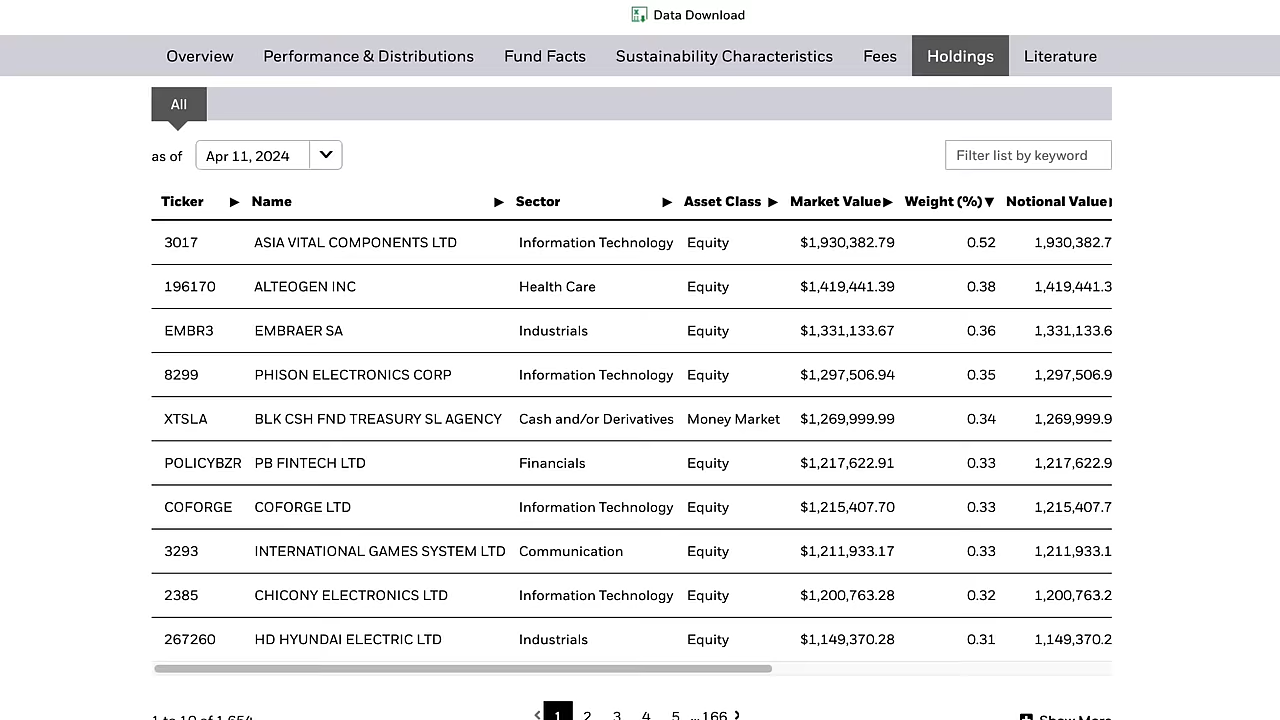 Data Download
Overview Performance & Distributions Fund Facts Sustainability Characteristics Fees Holdings Literature
All
as of Apr 11, 2024 Filter list by keyword
Ticker Name Sector Asset Class Market Value Weight (%) Notional Value
3017 ASIA VITAL COMPONENTS LTD Information Technology Equity $1,930,382.79 0.52 1,930,382.7
196170 ALTEOGEN INC Health Care Equity $1,419,441.39 0.38 1,419,441.3
EMBR3 EMBRAER SA Industrials Equity $1,331,133.67 0.36 1,331,133.6
8299 PHISON ELECTRONICS CORP Information Technology Equity $1,297,506.94 0.35 1,297,506.9
XTSLA BLK CSH FND TREASURY SL AGENCY Cash and/or Derivatives Money Market $1,269,999.99 0.34 1,269,999.9
POLICYBZR PB FINTECH LTD Financials Equity $1,217,622.91 0.33 1,217,622.9
COFORGE COFORGE LTD Information Technology Equity $1,215,407.70 0.33 1,215,407.7
3293 INTERNATIONAL GAMES SYSTEM LTD Communication Equity $1,211,933.17 0.33 1,211,933.1
2385 CHICONY ELECTRONICS LTD Information Technology Equity $1,200,763.28 0.32 1,200,763.2
267260 HD HYUNDAI ELECTRIC LTD Industrials Equity $1,149,370.28 0.31 1,149,370.2
1 to 10 of 1,654 1 2 3 4 5 ...166 Show More